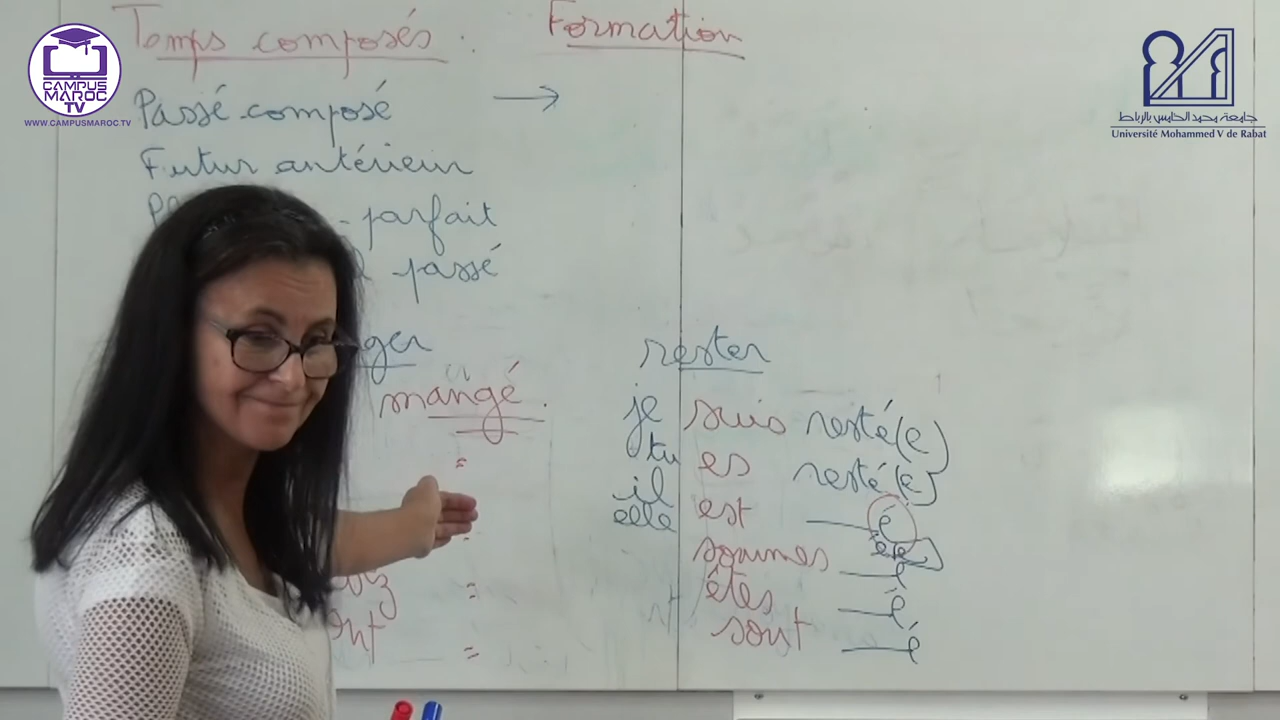 CAMPUS
MAROC
TV
WWW.CAMPUSMAROC.TV
جامعة محمد الخامس بالرباط
Université Mohammed V de Rabat
Temps composés : Formation
Passé composé →
Futur antérieur
- parfait
passé
mangé.
rester
je suis resté(e)
tu es resté(e)
il
elle est é
ée
sommes é
êtes é
sont é